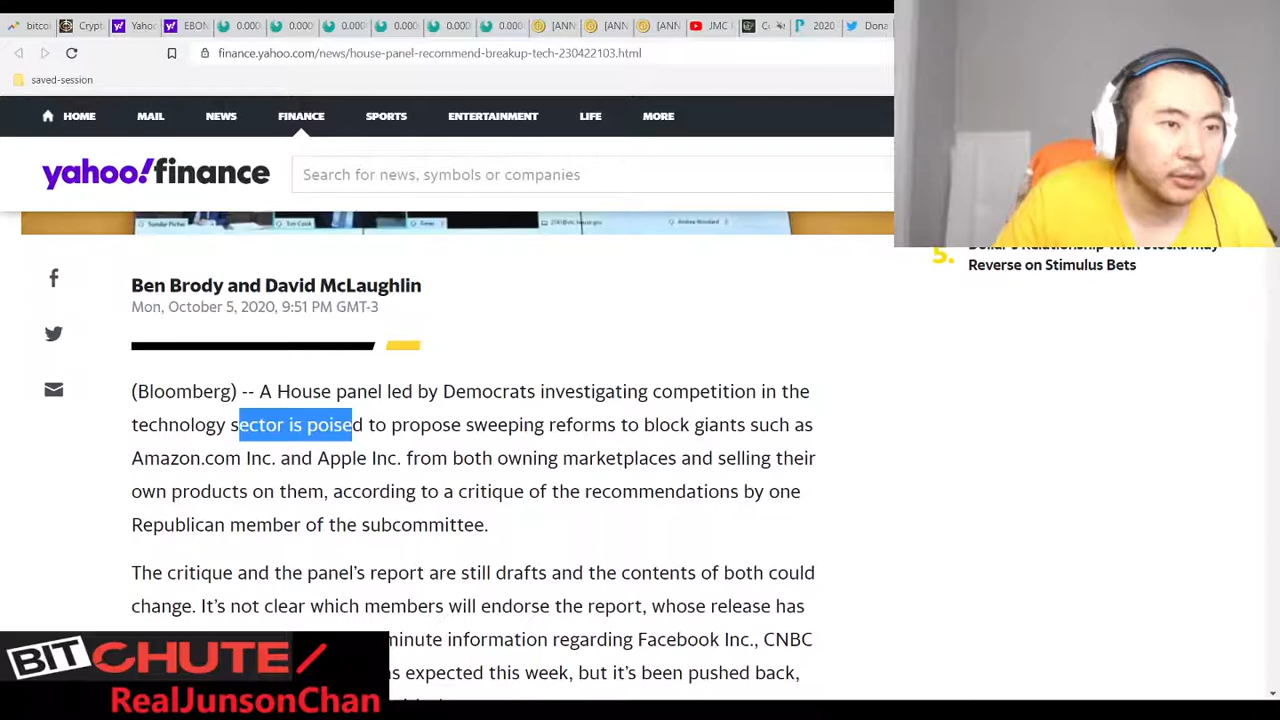 bitcoi
Crypt
Yaho
EBON
0.000
0.000
0.000
0.000
0.000
0.000
[ANN
[ANN
[ANN
JMC
2020
Dona
finance.yahoo.com/news/house-panel-recommend-breakup-tech-230422103.html
saved-session
HOME MAIL NEWS FINANCE SPORTS ENTERTAINMENT LIFE MORE
yahoo!finance
Search for news, symbols or companies
5. Dollar's Relationship With Stocks May
Reverse on Stimulus Bets
Ben Brody and David McLaughlin
Mon, October 5, 2020, 9:51 PM GMT-3
(Bloomberg) -- A House panel led by Democrats investigating competition in the
technology sector is poised to propose sweeping reforms to block giants such as
Amazon.com Inc. and Apple Inc. from both owning marketplaces and selling their
own products on them, according to a critique of the recommendations by one
Republican member of the subcommittee.
The critique and the panel's report are still drafts and the contents of both could
change. It's not clear which members will endorse the report, whose release has
minute information regarding Facebook Inc., CNBC
s expected this week, but it's been pushed back,
BITCHUTE
RealJunsonChan